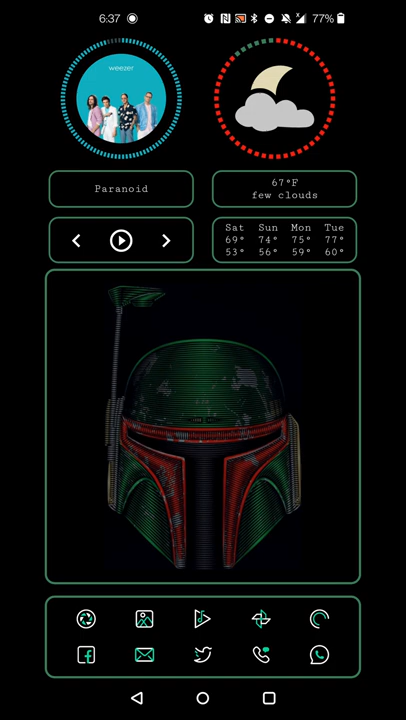 6:37
77%
weezer
Paranoid
67°F
few clouds
Sat Sun Mon Tue
69° 74° 75° 77°
53° 56° 59° 60°